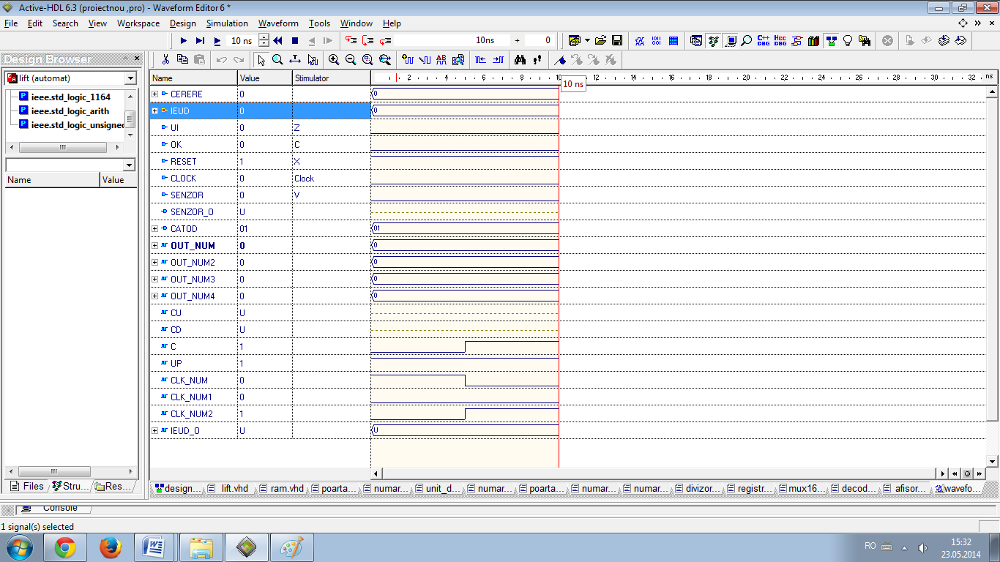 Active-HDL 6.3 (proiectnou ,pro) - Waveform Editor 6 *
File Edit Search View Workspace Design Simulation Waveform Tools Window Help
10 ns 10ns + 0
C++ DBG HCC DBG
Design Browser
lift (automat)
ieee.std_logic_1164
ieee.std_logic_arith
ieee.std_logic_unsigned
Name Value
Files Stru... Res...
Name Value Stimulator 2 4 6 8 10 12 14 16 18 20 22 24 26 28 30 32 ns
10 ns
CERERE 0 0
IEUD 0 0
UI 0 Z
OK 0 C
RESET 1 X
CLOCK 0 Clock
SENZOR 0 V
SENZOR_O U
CATOD 01 01
OUT_NUM 0 0
OUT_NUM2 0 0
OUT_NUM3 0 0
OUT_NUM4 0 0
CU U
CD U
C 1
UP 1
CLK_NUM 0
CLK_NUM1 0
CLK_NUM2 1
IEUD_O U U
design... lift.vhd ram.vhd poarta... numar... unit_d... numar... poarta... numar... numar... divizor... registr... mux16... decod... afisor... wavefo...
Console
1 signal(s) selected
RO 15:32
23.05.2014